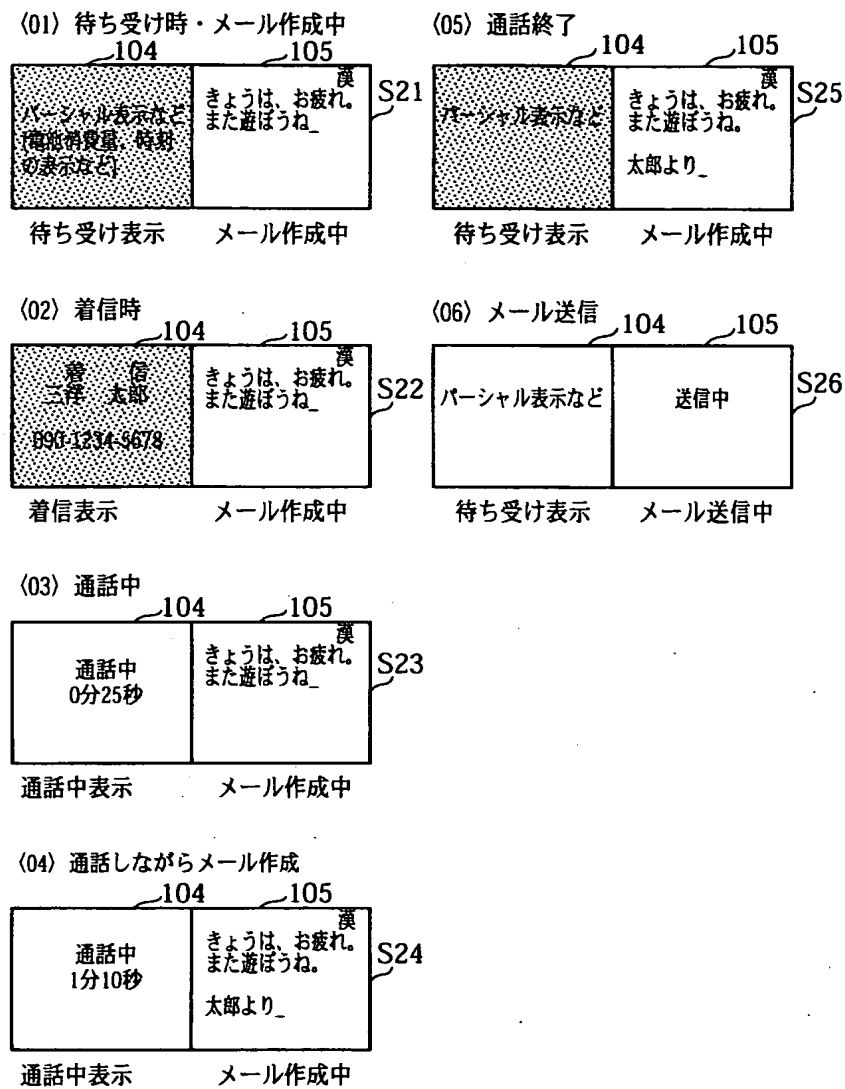 〈01〉 待ち受け時・メール作成中
104
105
パーシャル表示など
(電池消費量、時刻
の表示など)
漢
きょうは、お疲れ。
また遊ぼうね_
S21
待ち受け表示
メール作成中
〈02〉 着信時
104
105
着 信
三洋 太郎
090-1234-5678
漢
きょうは、お疲れ。
また遊ぼうね_
S22
着信表示
メール作成中
〈03〉 通話中
104
105
通話中
0分25秒
漢
きょうは、お疲れ。
また遊ぼうね_
S23
通話中表示
メール作成中
〈04〉 通話しながらメール作成
104
105
通話中
1分10秒
漢
きょうは、お疲れ。
また遊ぼうね。
太郎より_
S24
通話中表示
メール作成中
〈05〉 通話終了
104
105
パーシャル表示など
漢
きょうは、お疲れ。
また遊ぼうね。
太郎より_
S25
待ち受け表示
メール作成中
〈06〉 メール送信
104
105
パーシャル表示など
送信中
S26
待ち受け表示
メール送信中